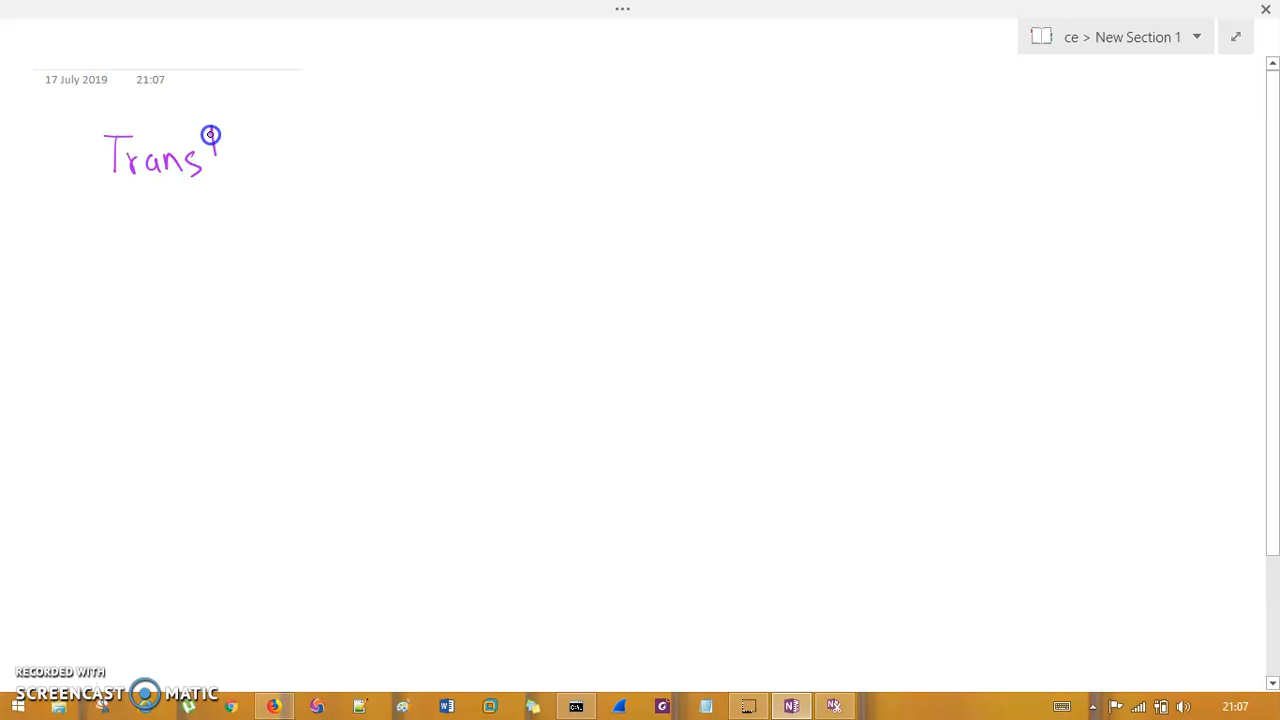 ce > New Section 1
17 July 2019 21:07
Trans
RECORDED WITH
SCREENCAST MATIC
21:07